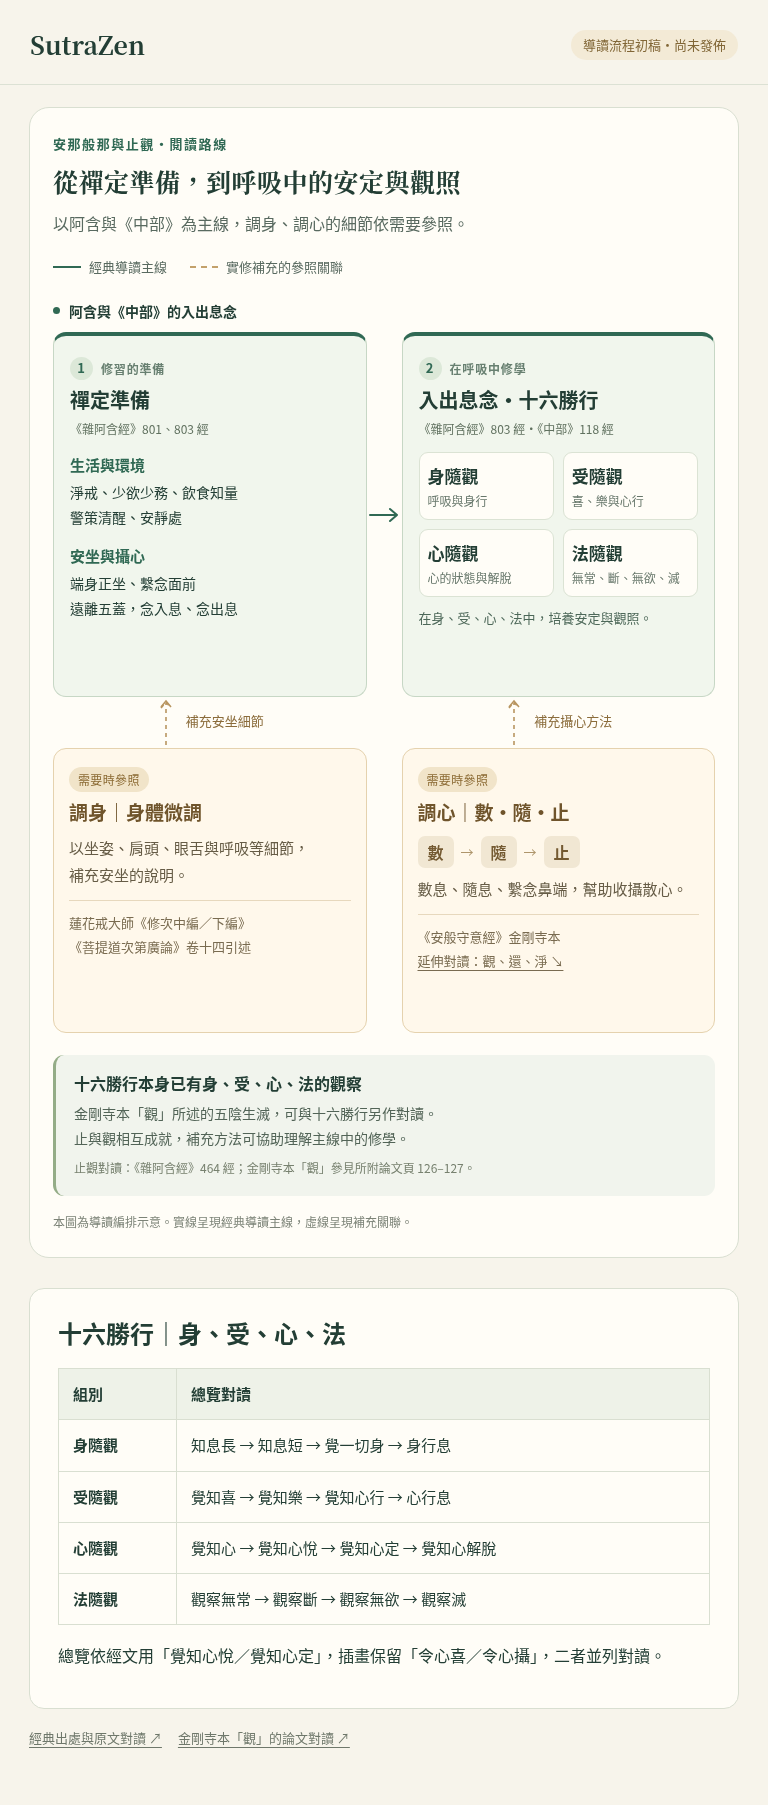 SutraZen
導讀流程初稿・尚未發佈
安那般那與止觀・閱讀路線
從禪定準備，到呼吸中的安定與觀照
以阿含與《中部》為主線，調身、調心的細節依需要參照。
經典導讀主線
實修補充的參照關聯
阿含與《中部》的入出息念
1 修習的準備
禪定準備
《雜阿含經》801、803 經
生活與環境
淨戒、少欲少務、飲食知量
警策清醒、安靜處
安坐與攝心
端身正坐、繫念面前
遠離五蓋，念入息、念出息
→
2 在呼吸中修學
入出息念・十六勝行
《雜阿含經》803 經・《中部》118 經
身隨觀
呼吸與身行
受隨觀
喜、樂與心行
心隨觀
心的狀態與解脫
法隨觀
無常、斷、無欲、滅
在身、受、心、法中，培養安定與觀照。
補充安坐細節
補充攝心方法
需要時參照
調身｜身體微調
以坐姿、肩頭、眼舌與呼吸等細節，
補充安坐的說明。
蓮花戒大師《修次中編／下編》
《菩提道次第廣論》卷十四引述
需要時參照
調心｜數・隨・止
數 → 隨 → 止
數息、隨息、繫念鼻端，幫助收攝散心。
《安般守意經》金剛寺本
延伸對讀：觀、還、淨 ↘
十六勝行本身已有身、受、心、法的觀察
金剛寺本「觀」所述的五陰生滅，可與十六勝行另作對讀。
止與觀相互成就，補充方法可協助理解主線中的修學。
止觀對讀：《雜阿含經》464 經；金剛寺本「觀」參見所附論文頁 126–127。
本圖為導讀編排示意。實線呈現經典導讀主線，虛線呈現補充關聯。
十六勝行｜身、受、心、法
組別 總覽對讀
身隨觀 知息長 → 知息短 → 覺一切身 → 身行息
受隨觀 覺知喜 → 覺知樂 → 覺知心行 → 心行息
心隨觀 覺知心 → 覺知心悅 → 覺知心定 → 覺知心解脫
法隨觀 觀察無常 → 觀察斷 → 觀察無欲 → 觀察滅
總覽依經文用「覺知心悅／覺知心定」，插畫保留「令心喜／令心攝」，二者並列對讀。
經典出處與原文對讀 ↗ 金剛寺本「觀」的論文對讀 ↗